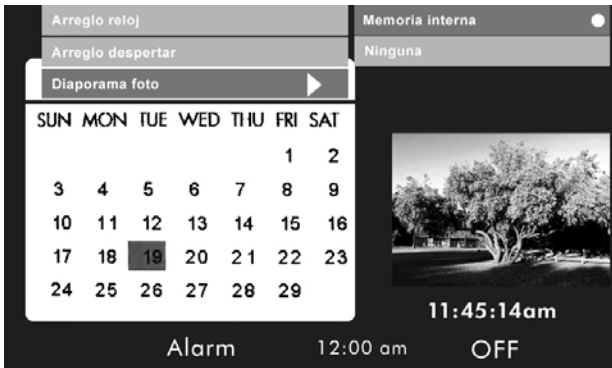 Arreglo reloj
Arreglo despertar
Diaporama foto
Memoria interna
Ninguna
SUN MON TUE WED THU FRI SAT
1 2
3 4 5 6 7 8 9
10 11 12 13 14 15 16
17 18 19 20 21 22 23
24 25 26 27 28 29
11:45:14am
Alarm 12:00 am OFF